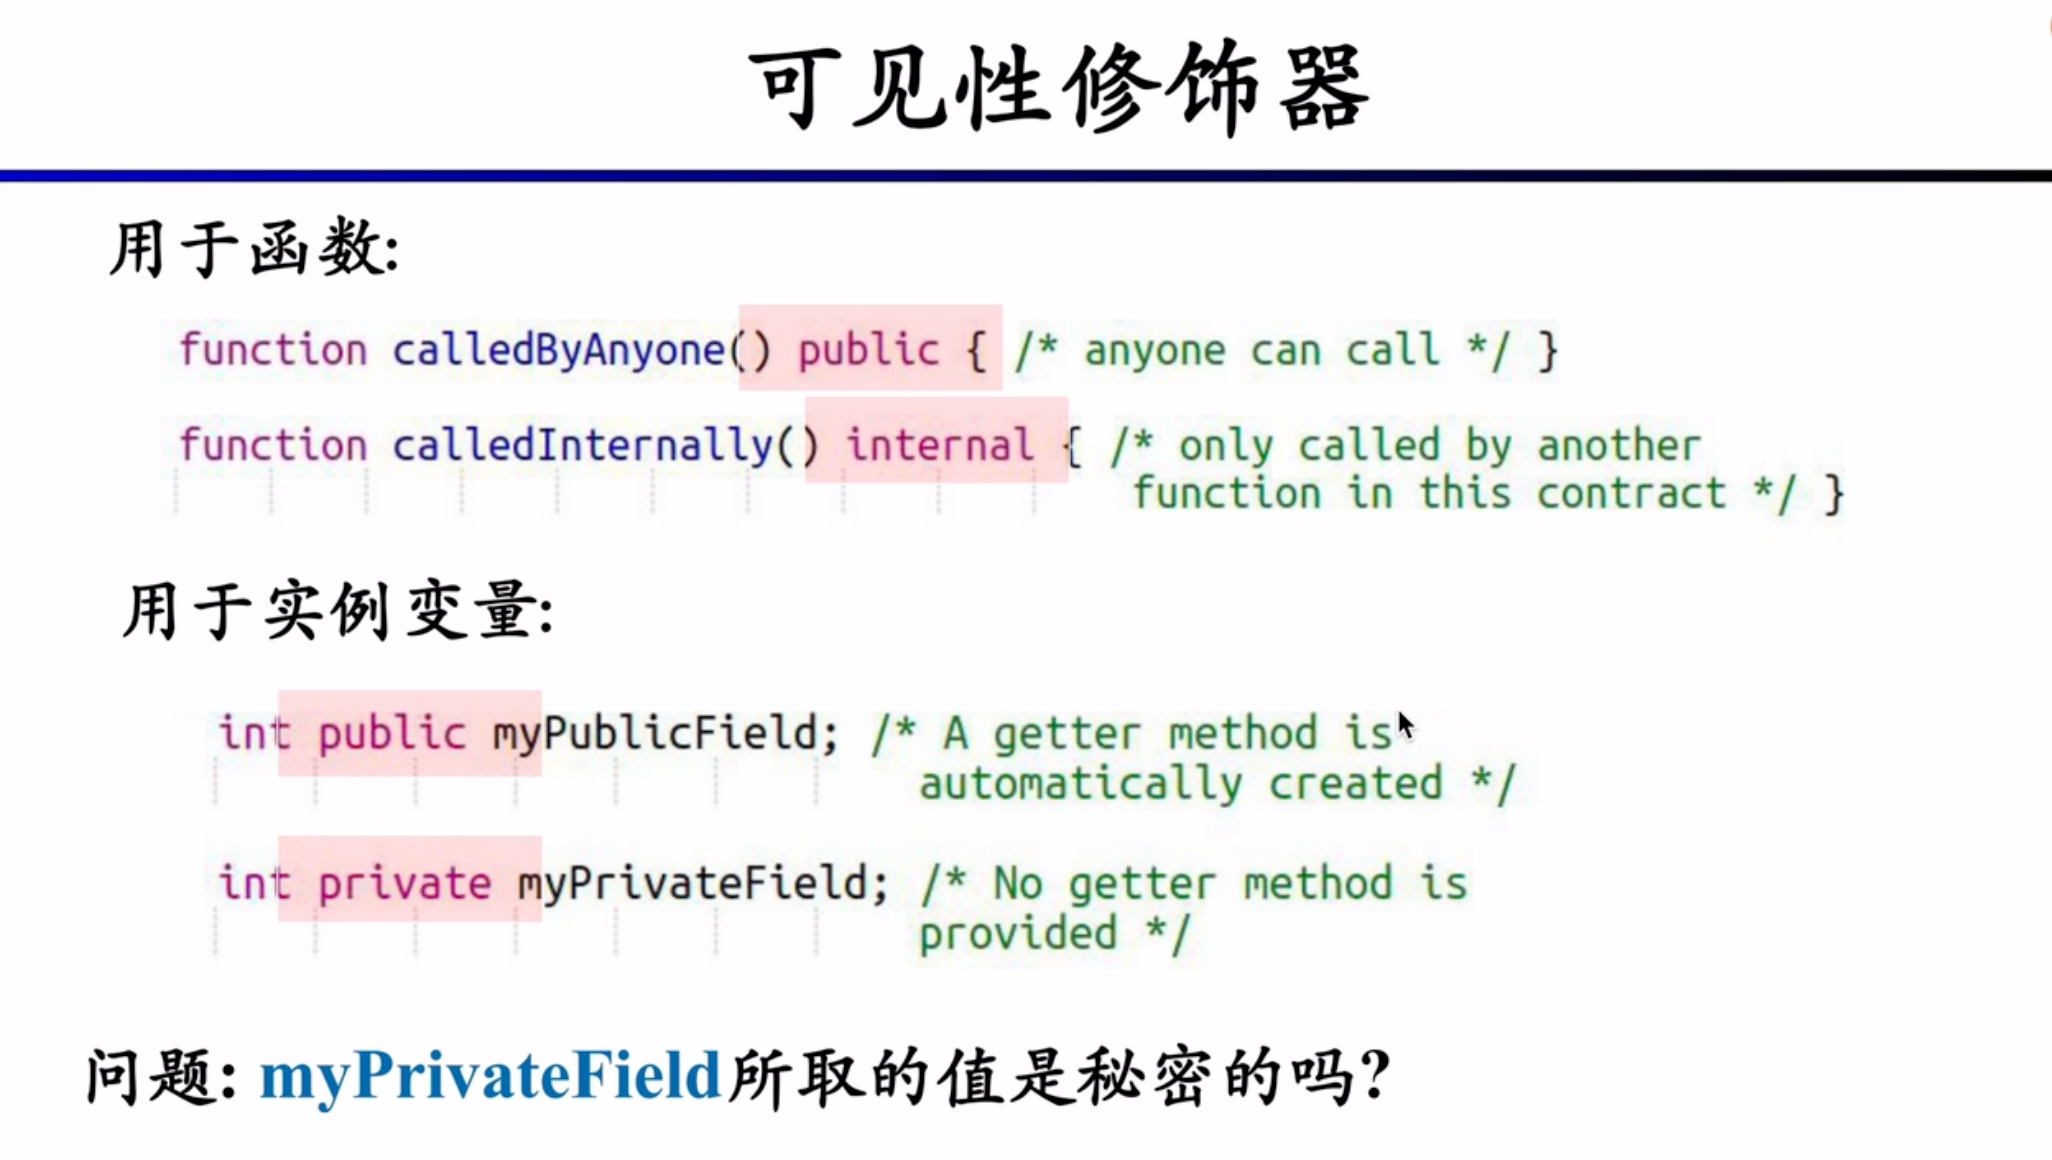 可见性修饰器
用于函数:
function calledByAnyone() public { /* anyone can call */ }
function calledInternally() internal { /* only called by another
function in this contract */ }
用于实例变量:
int public myPublicField; /* A getter method is
automatically created */
int private myPrivateField; /* No getter method is
provided */
问题: myPrivateField所取的值是秘密的吗?